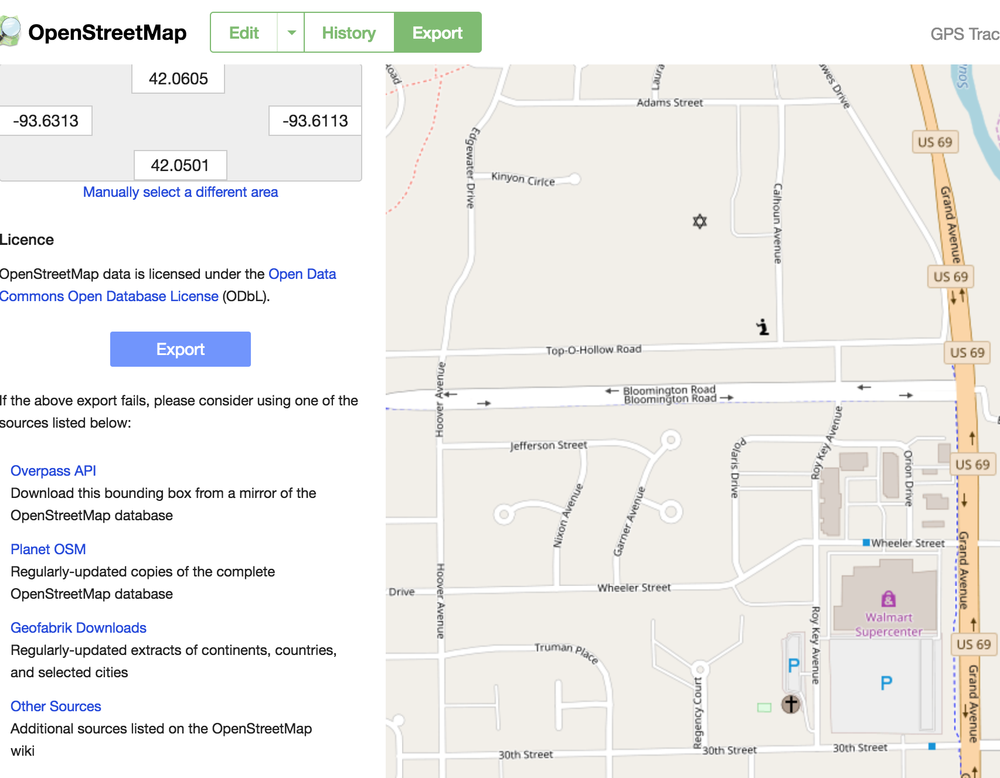 OpenStreetMap
Edit
History
Export
GPS Trac
42.0605
-93.6313
-93.6113
42.0501
Manually select a different area
Licence
OpenStreetMap data is licensed under the Open Data
Commons Open Database License (ODbL).
Export
If the above export fails, please consider using one of the
sources listed below:
Overpass API
Download this bounding box from a mirror of the
OpenStreetMap database
Planet OSM
Regularly-updated copies of the complete
OpenStreetMap database
Geofabrik Downloads
Regularly-updated extracts of continents, countries,
and selected cities
Other Sources
Additional sources listed on the OpenStreetMap
wiki
Road
Laura
awes Drive
Sou
Adams Street
US 69
Edgewater Drive
Kinyon Cirlce
Calhoun Avenue
Grand Avenue
US 69
Top-O-Hollow Road
US 69
Hoover Avenue
Bloomington Road
Bloomington Road
Jefferson Street
Polaris Drive
Roy Key Avenue
Orion Drive
US 69
Nixon Avenue
Garner Avenue
Wheeler Street
Grand Avenue
Hoover Avenue
Drive
Wheeler Street
Walmart
Supercenter
Roy Key Avenue
US 69
Truman Place
P
P
Regency Court
Grand Avenue
30th Street
30th Street
30th Street